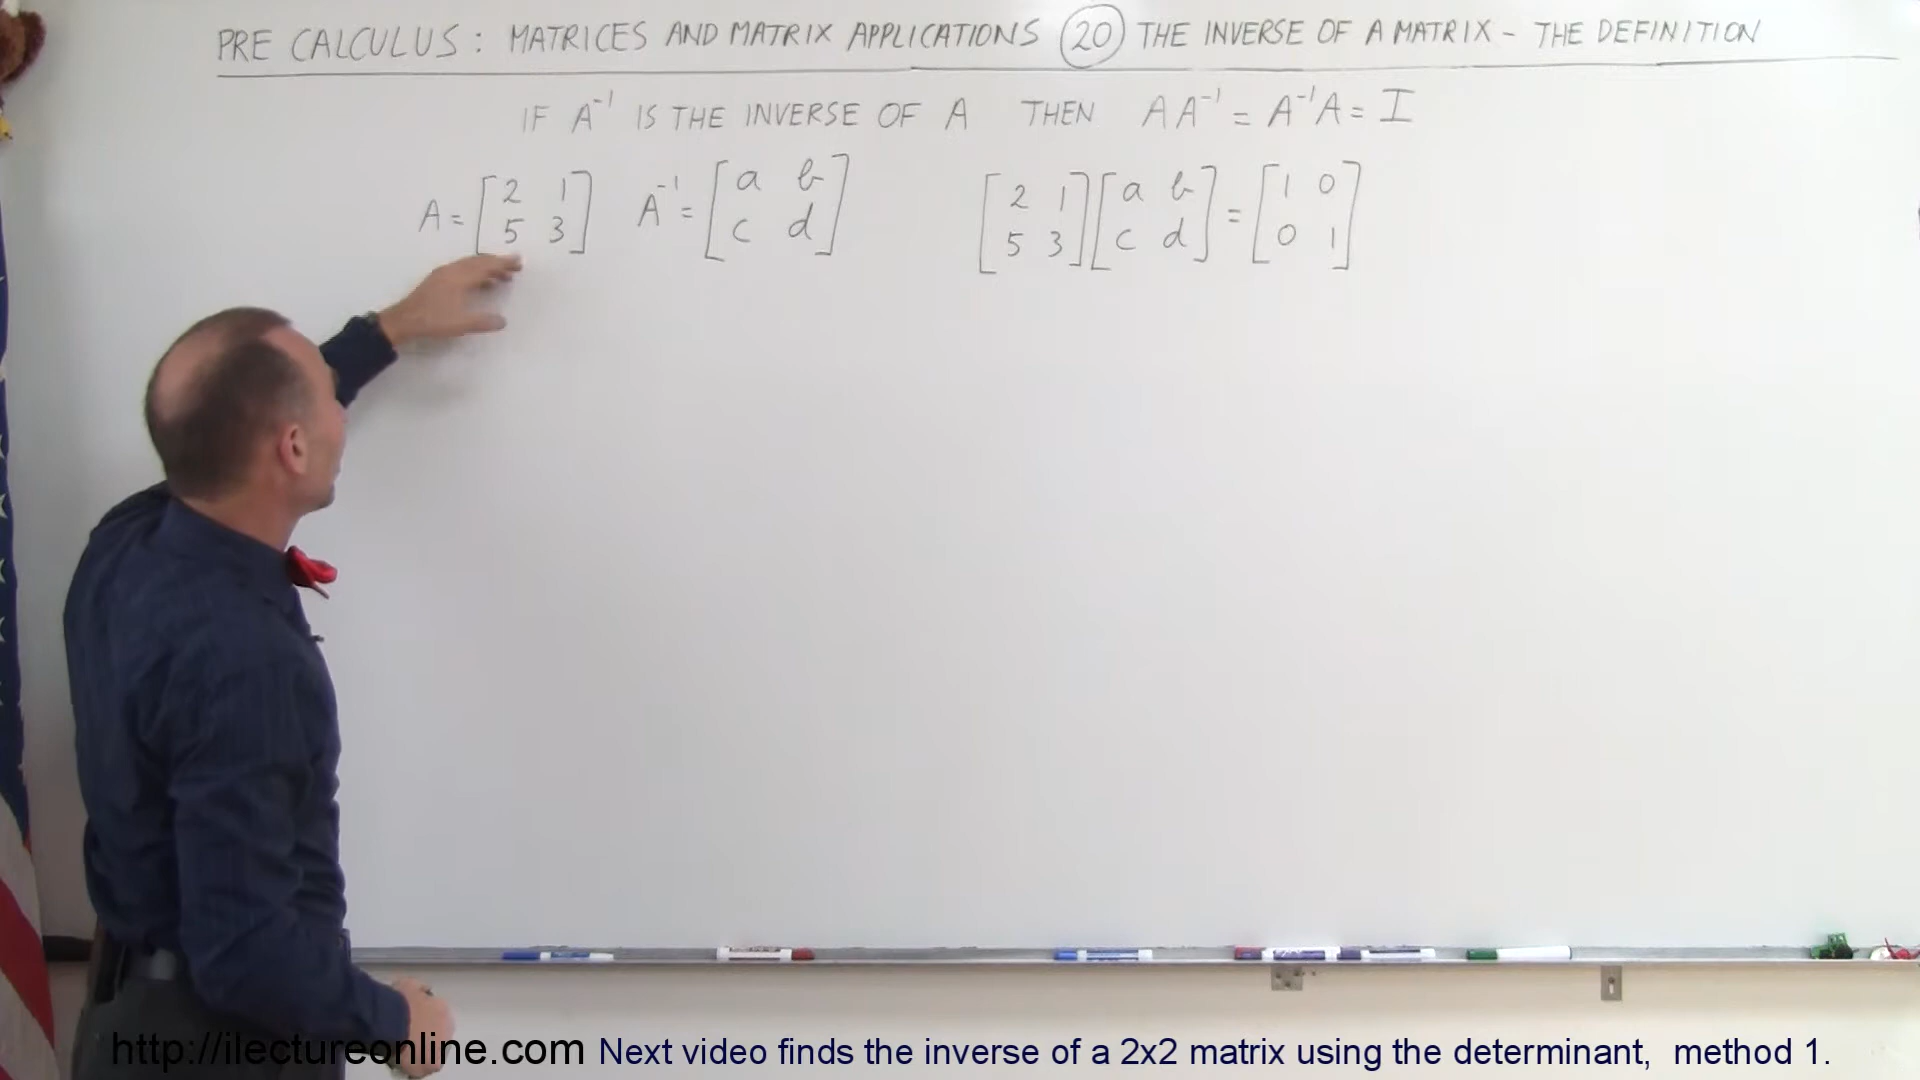 PRE CALCULUS: MATRICES AND MATRIX APPLICATIONS 20 THE INVERSE OF A MATRIX - THE DEFINITION
IF A⁻¹ IS THE INVERSE OF A THEN AA⁻¹ = A⁻¹A = I
A = [2 1 A⁻¹ = [a b [2 1][a b] = [1 0]
5 3] c d] 5 3 c d 0 1
http://ilectureonline.com Next video finds the inverse of a 2x2 matrix using the determinant, method 1.